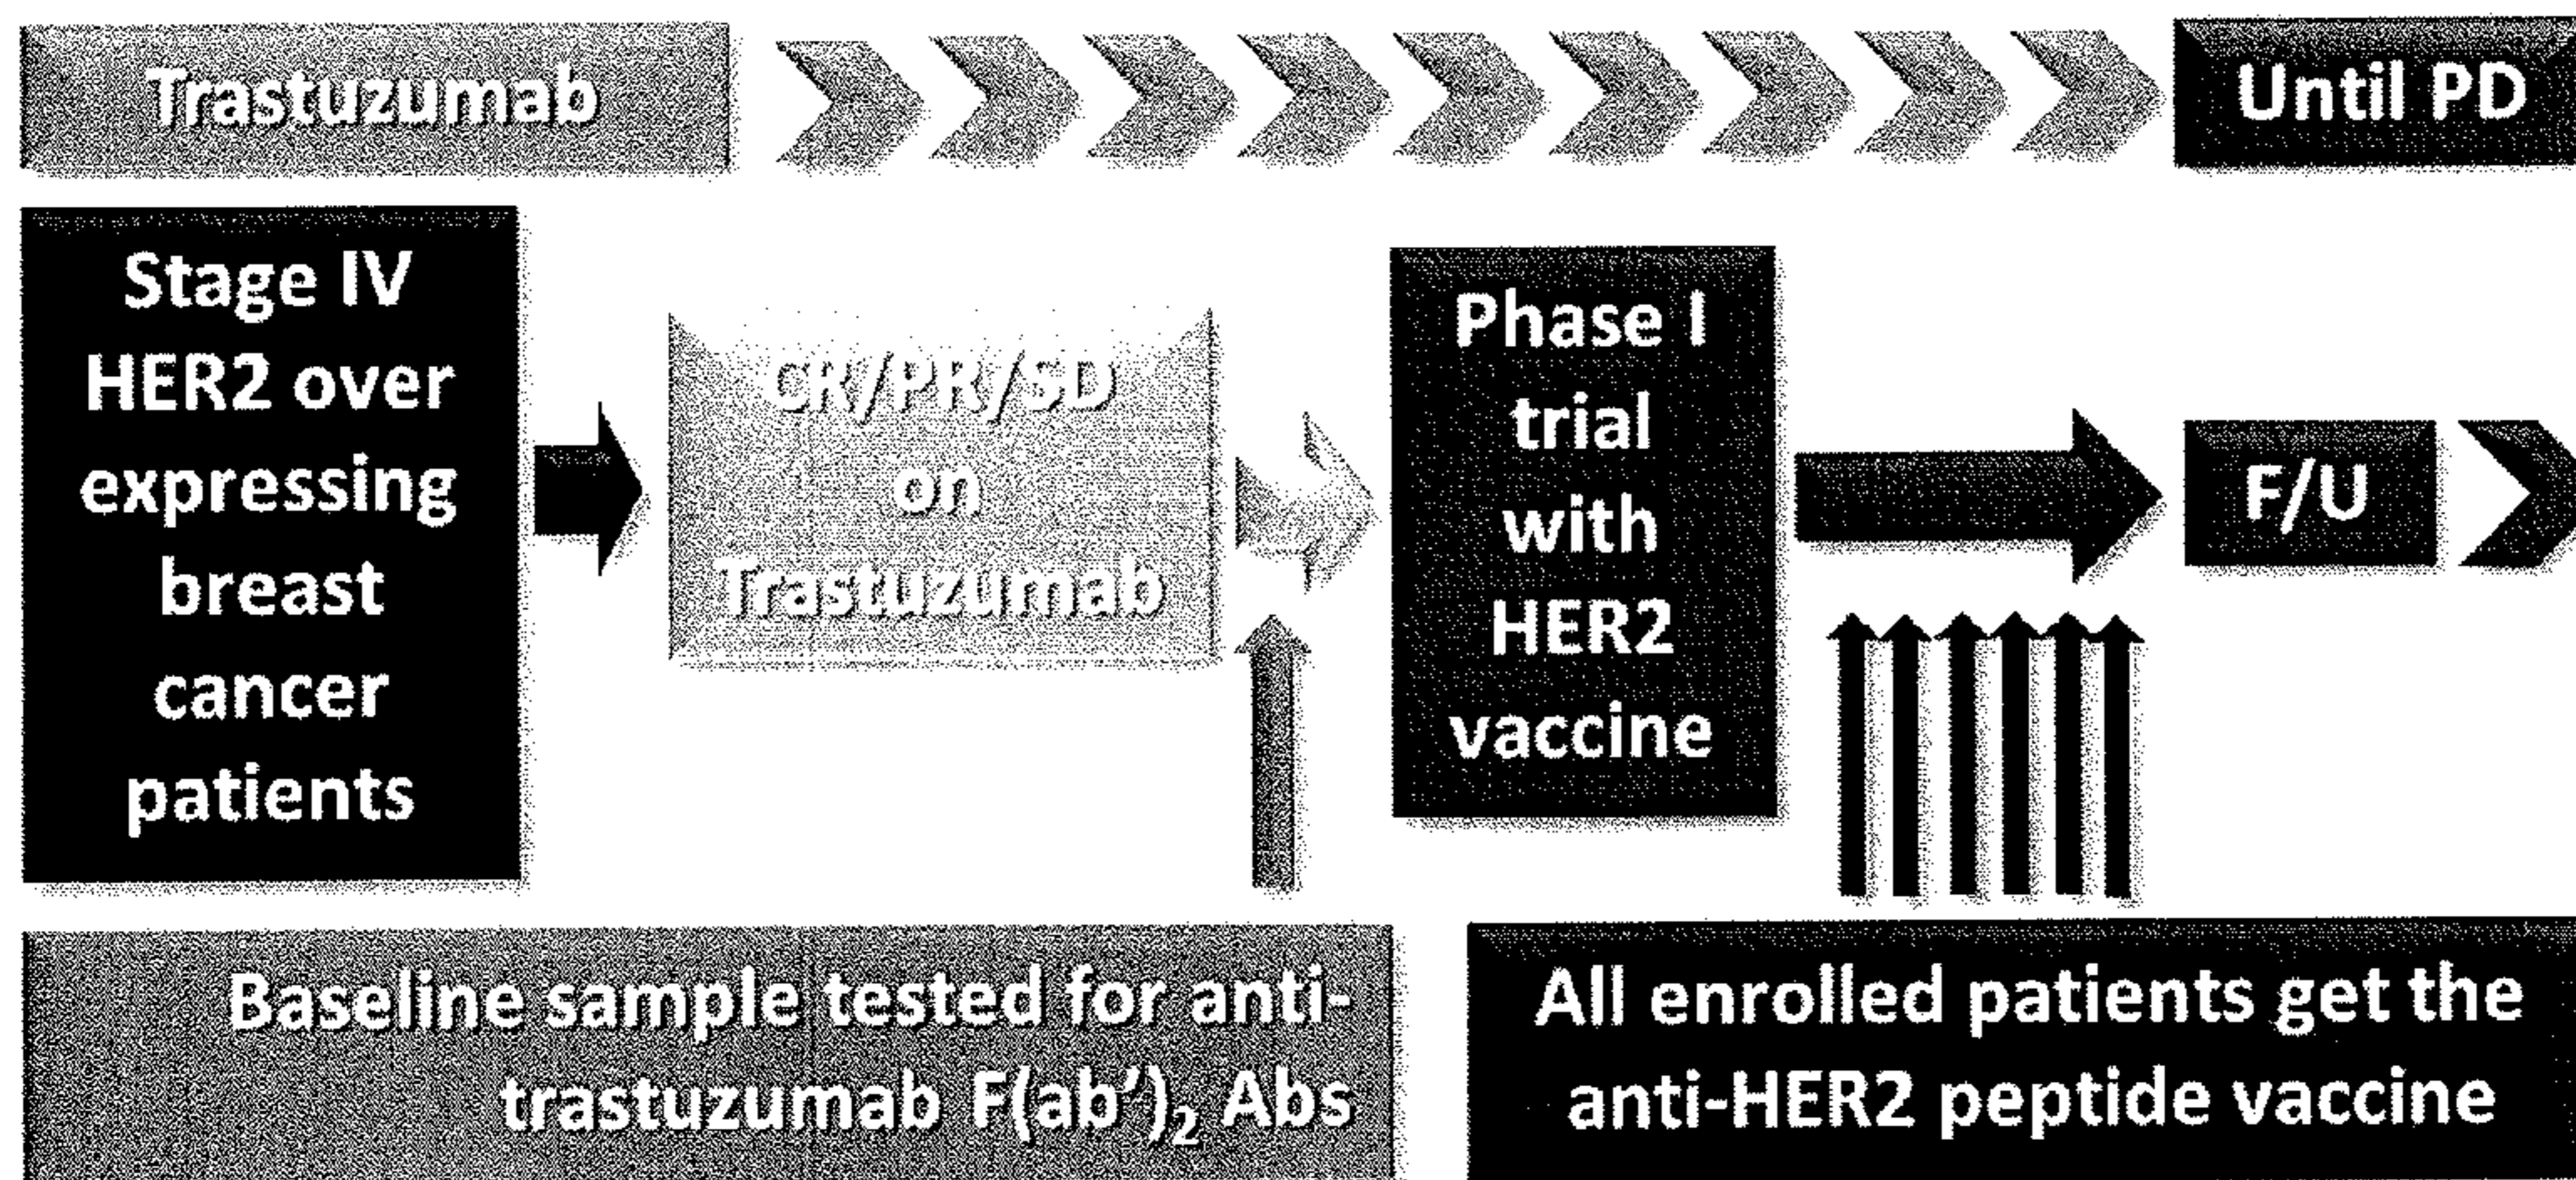 Trastuzumab
Until PD
Stage IV
HER2 over
expressing
breast
cancer
patients
CR/PR/SD
on
Trastuzumab
Phase I
trial
with
HER2
vaccine
F/U
Baseline sample tested for anti-
trastuzumab F(ab’)₂ Abs
All enrolled patients get the
anti-HER2 peptide vaccine